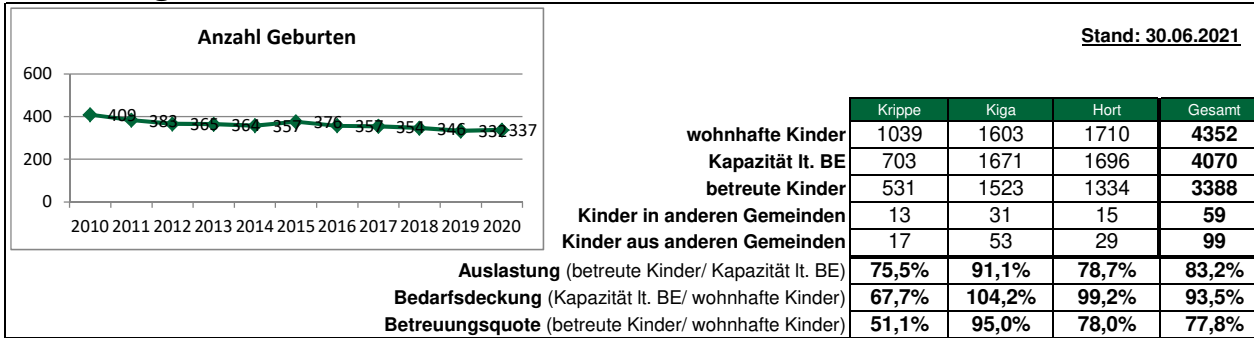 Anzahl Geburten
Stand: 30.06.2021
600
400
200
0
409 383 365 364 357 376 357 354 346 332 337
2010 2011 2012 2013 2014 2015 2016 2017 2018 2019 2020
Krippe Kiga Hort Gesamt
wohnhafte Kinder 1039 1603 1710 4352
Kapazität lt. BE 703 1671 1696 4070
betreute Kinder 531 1523 1334 3388
Kinder in anderen Gemeinden 13 31 15 59
Kinder aus anderen Gemeinden 17 53 29 99
Auslastung (betreute Kinder/ Kapazität lt. BE) 75,5% 91,1% 78,7% 83,2%
Bedarfsdeckung (Kapazität lt. BE/ wohnhafte Kinder) 67,7% 104,2% 99,2% 93,5%
Betreuungsquote (betreute Kinder/ wohnhafte Kinder) 51,1% 95,0% 78,0% 77,8%